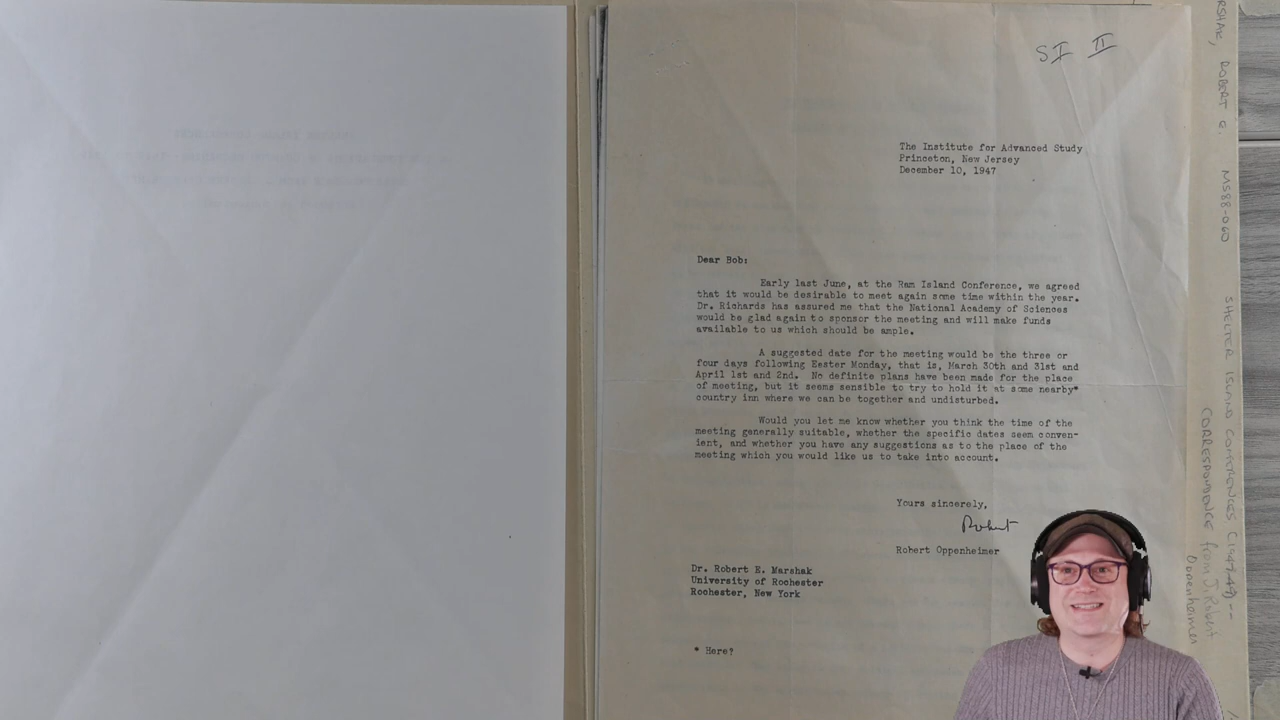 SI II
The Institute for Advanced Study
Princeton, New Jersey
December 10, 1947
Dear Bob:
Early last June, at the Ram Island Conference, we agreed
that it would be desirable to meet again some time within the year.
Dr. Richards has assured me that the National Academy of Sciences
would be glad again to sponsor the meeting and will make funds
available to us which should be ample.
A suggested date for the meeting would be the three or
four days following Easter Monday, that is, March 30th and 31st and
April 1st and 2nd. No definite plans have been made for the place
of meeting, but it seems sensible to try to hold it at some nearby*
country inn where we can be together and undisturbed.
Would you let me know whether you think the time of the
meeting generally suitable, whether the specific dates seem conven-
ient, and whether you have any suggestions as to the place of the
meeting which you would like us to take into account.
Yours sincerely,
Robert
Robert Oppenheimer
Dr. Robert E. Marshak
University of Rochester
Rochester, New York
* Here?
RSHAK, ROBERT E. MS88-060 SHELTER ISLAND CONFERENCES (1947-49) --
CORRESPONDENCE from J. Robert
Oppenheimer